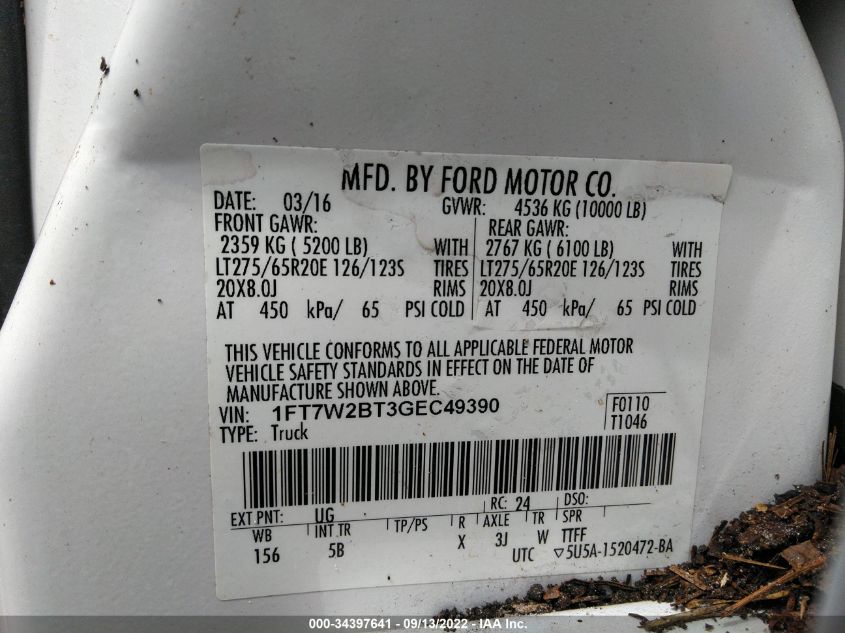 MFD. BY FORD MOTOR CO.
DATE: 03/16 GVWR: 4536 KG (10000 LB)
FRONT GAWR: REAR GAWR:
2359 KG ( 5200 LB) WITH 2767 KG ( 6100 LB) WITH
LT275/65R20E 126/123S TIRES LT275/65R20E 126/123S TIRES
20X8.0J RIMS 20X8.0J RIMS
AT 450 kPa/ 65 PSI COLD AT 450 kPa/ 65 PSI COLD
THIS VEHICLE CONFORMS TO ALL APPLICABLE FEDERAL MOTOR
VEHICLE SAFETY STANDARDS IN EFFECT ON THE DATE OF
MANUFACTURE SHOWN ABOVE.
VIN: 1FT7W2BT3GEC49390 F0110
TYPE: Truck T1046
EXT PNT: UG RC: 24 DSO:
WB INT TR TP/PS R AXLE TR SPR
156 5B X 3J W TTFF
UTC ▽5U5A-1520472-BA
000-34397641 - 09/13/2022 - IAA Inc.